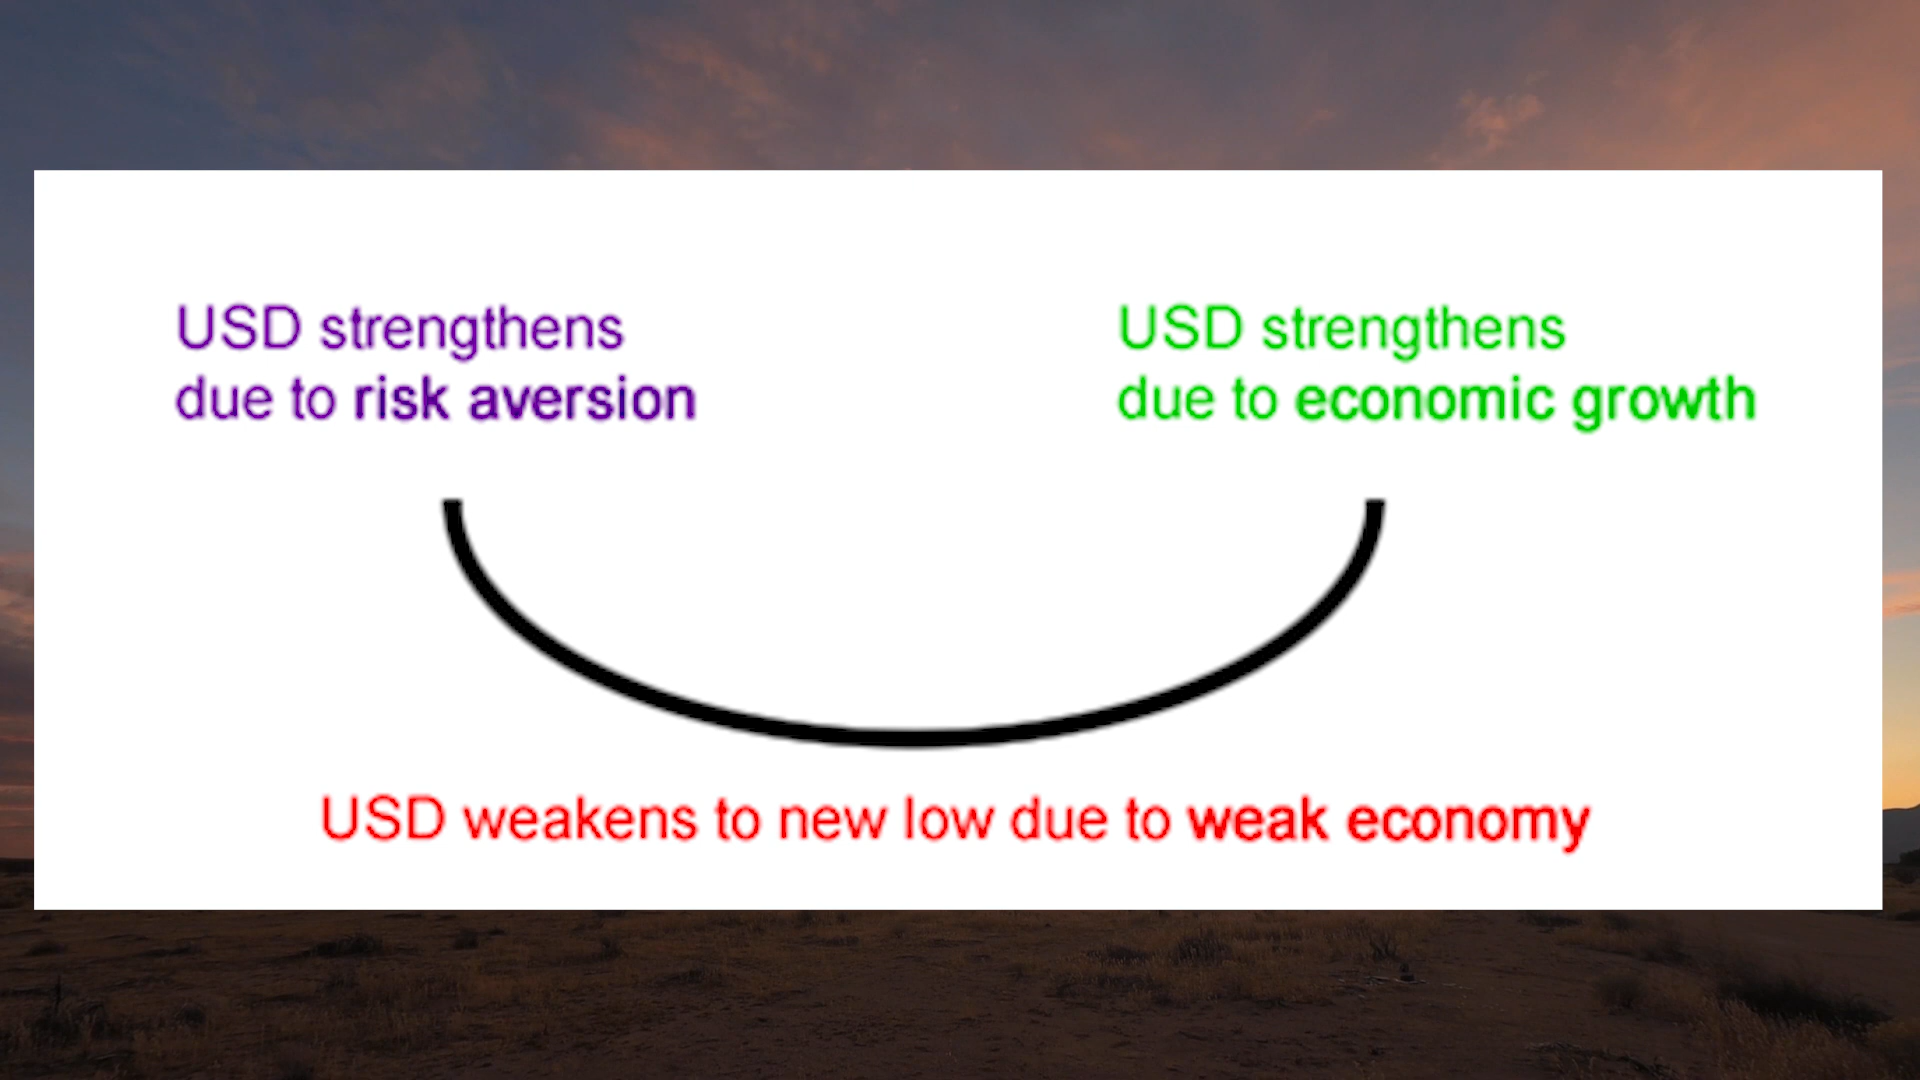 USD strengthens
due to risk aversion
USD strengthens
due to economic growth
USD weakens to new low due to weak economy